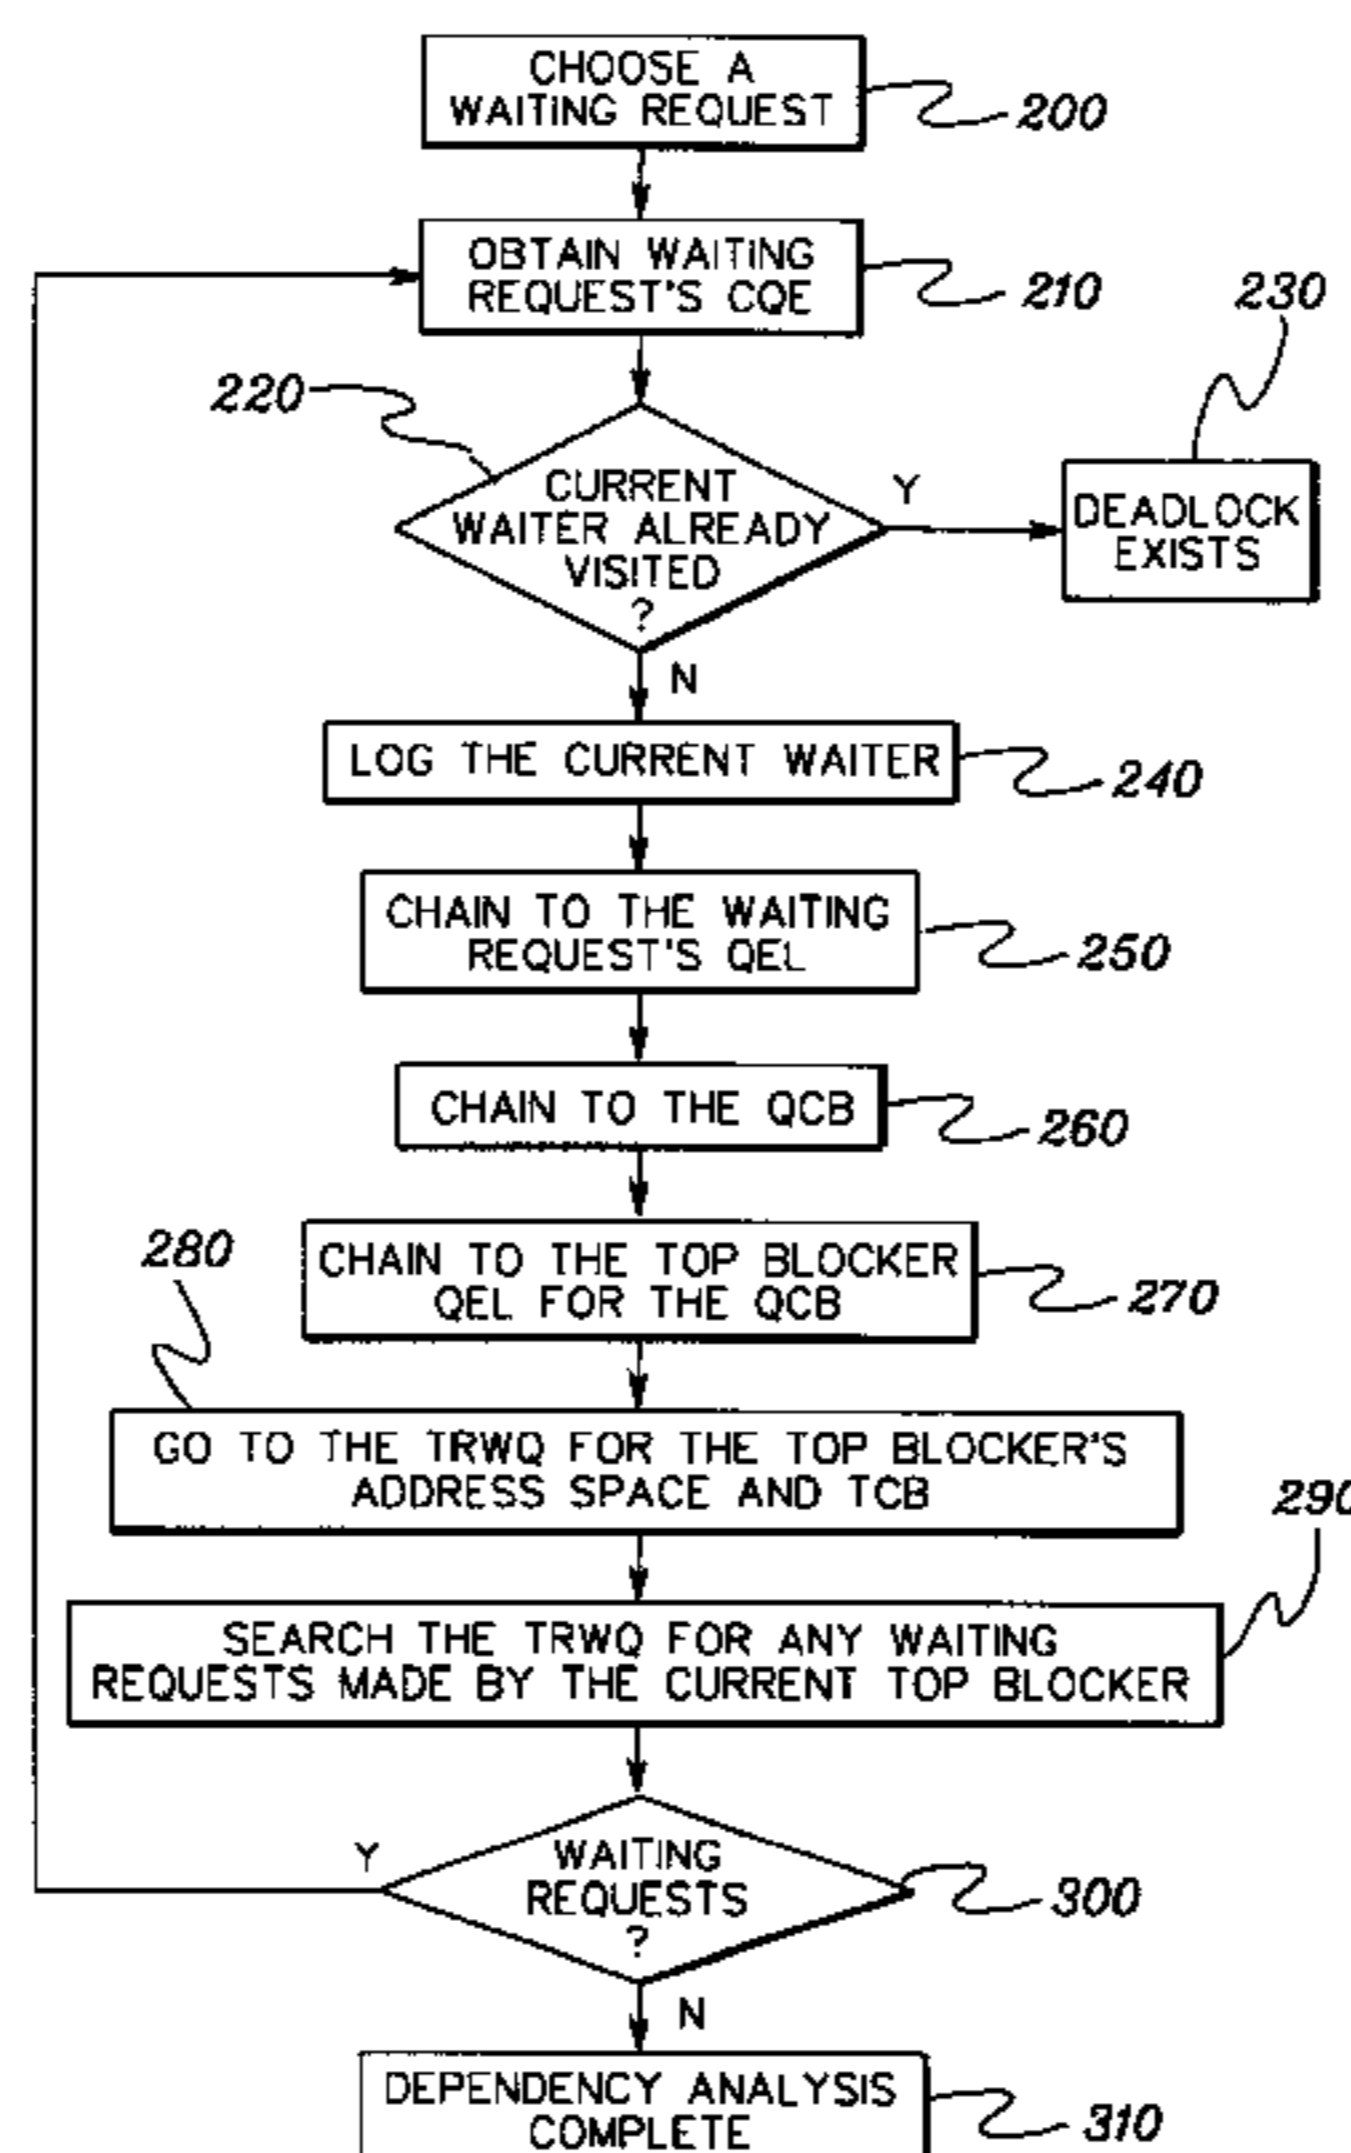 CHOOSE A
WAITING REQUEST
200
OBTAIN WAITING
REQUEST'S CQE
210
230
220
CURRENT
WAITER ALREADY
VISITED
?
Y
DEADLOCK
EXISTS
N
LOG THE CURRENT WAITER
240
CHAIN TO THE WAITING
REQUEST'S QEL
250
CHAIN TO THE QCB
260
280
CHAIN TO THE TOP BLOCKER
QEL FOR THE QCB
270
GO TO THE TRWQ FOR THE TOP BLOCKER'S
ADDRESS SPACE AND TCB
290
SEARCH THE TRWQ FOR ANY WAITING
REQUESTS MADE BY THE CURRENT TOP BLOCKER
Y
WAITING
REQUESTS
?
300
N
DEPENDENCY ANALYSIS
COMPLETE
310